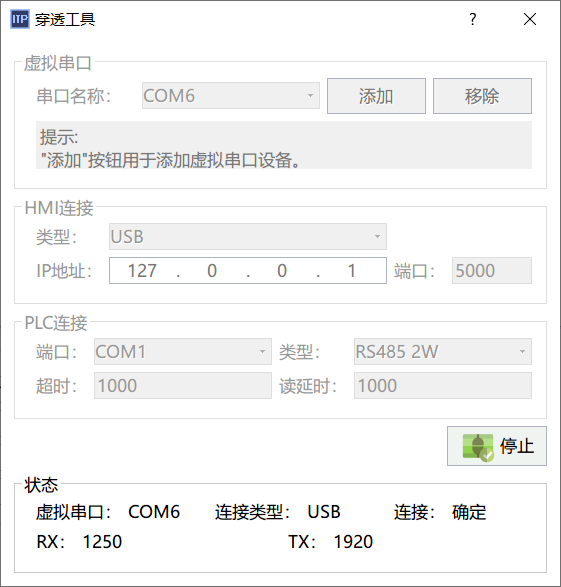 ITP 穿透工具 ?
虚拟串口
串口名称: COM6 添加 移除
提示:
"添加"按钮用于添加虚拟串口设备。
HMI连接
类型: USB
IP地址: 127 . 0 . 0 . 1 端口: 5000
PLC连接
端口: COM1 类型: RS485 2W
超时: 1000 读延时: 1000
停止
状态
虚拟串口: COM6 连接类型: USB 连接: 确定
RX: 1250 TX: 1920